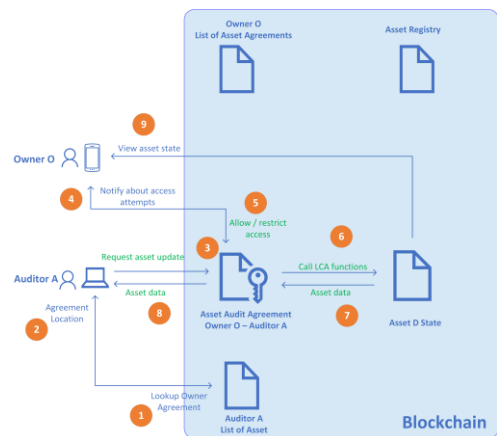 Owner O
List of Asset Agreements
Asset Registry
9
View asset state
Owner O
4
Notify about access
attempts
5
Allow / restrict
access
6
3
Request asset update
Call LCA functions
Auditor A
Asset data
Asset data
8
7
Agreement
Location
2
Asset Audit Agreement
Owner O – Auditor A
Asset D State
Lookup Owner
Agreement
1
Auditor A
List of Asset
Blockchain